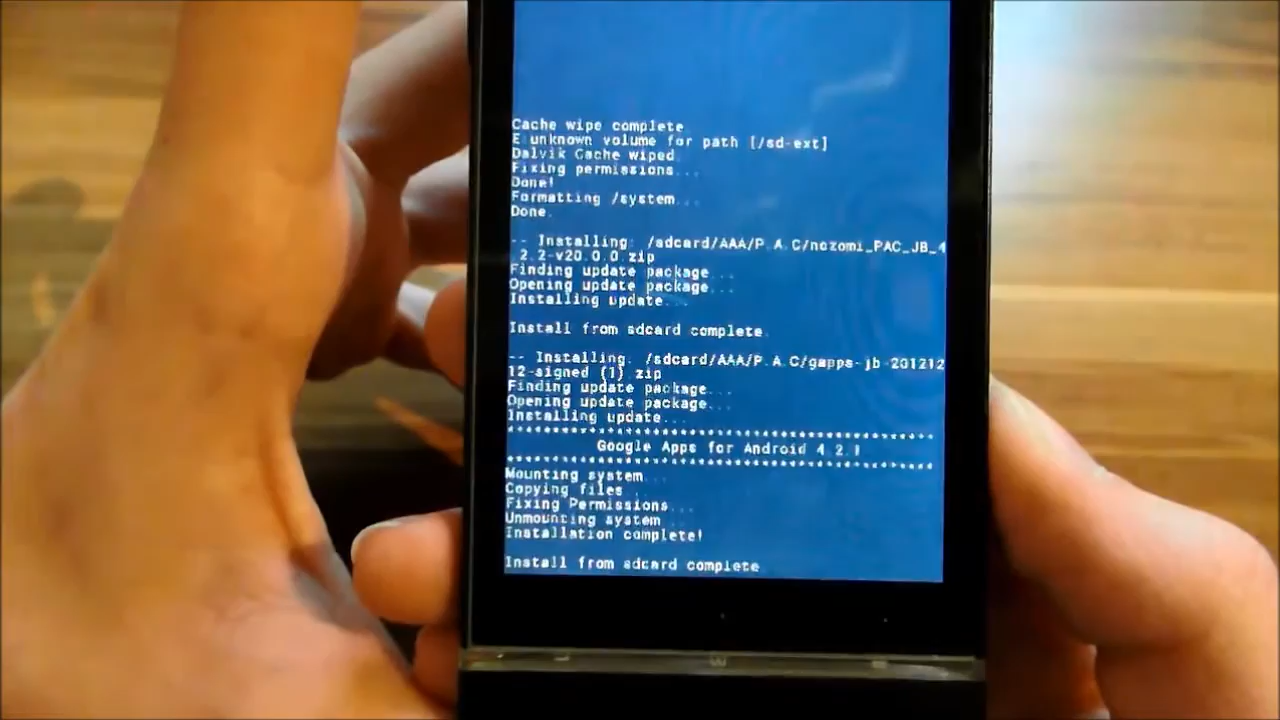 Cache wipe complete.
E:unknown volume for path [/sd-ext]
Dalvik Cache wiped.
Fixing permissions...
Done!
Formatting /system...
Done.
-- Installing: /sdcard/AAA/P.A.C/nozomi_PAC_JB_4
.2.2-v20.0.0.zip
Finding update package...
Opening update package...
Installing update...
Install from sdcard complete.
-- Installing: /sdcard/AAA/P.A.C/gapps-jb-201212
12-signed (1).zip
Finding update package...
Opening update package...
Installing update...
************************************************
Google Apps for Android 4.2.1
************************************************
Mounting system...
Copying files...
Fixing Permissions...
Unmounting system...
Installation complete!
Install from sdcard complete.